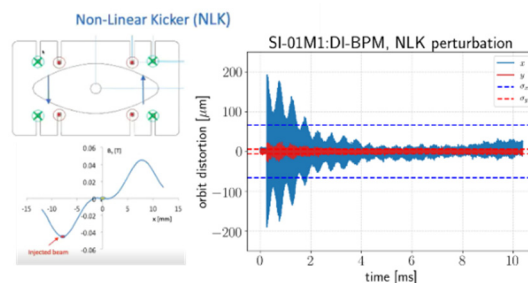 Non-Linear Kicker (NLK)
SI-01M1:DI-BPM, NLK perturbation
x
y
σx
σy
200
100
0
−100
−200
orbit distortion [μm]
0 2 4 6 8 10
time [ms]
By [T]
0.06
0.04
0.02
0
-0.02
-0.04
-0.06
-15 -10 -5 0 5 10 15
x [mm]
Injected beam